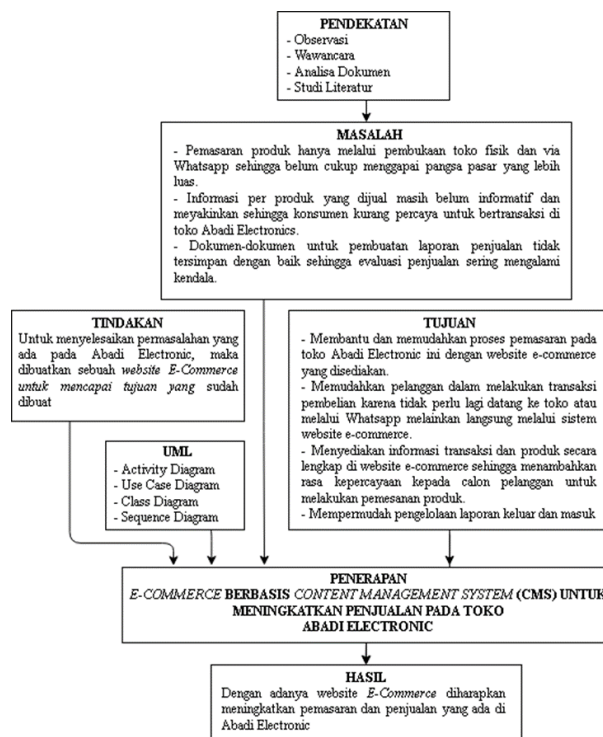 PENDEKATAN
- Observasi
- Wawancara
- Analisa Dokumen
- Studi Literatur
MASALAH
- Pemasaran produk hanya melalui pembukaan toko fisik dan via
Whatsapp sehingga belum cukup menggapai pangsa pasar yang lebih
luas.
- Informasi per produk yang dijual masih belum informatif dan
meyakinkan sehingga konsumen kurang percaya untuk bertransaksi di
toko Abadi Electronics.
- Dokumen-dokumen untuk pembuatan laporan penjualan tidak
tersimpan dengan baik sehingga evaluasi penjualan sering mengalami
kendala.
TINDAKAN
Untuk menyelesaikan permasalahan yang
ada pada Abadi Electronic, maka
dibuatkan sebuah website E-Commerce
untuk mencapai tujuan yang sudah
dibuat
TUJUAN
- Membantu dan memudahkan proses pemasaran pada
toko Abadi Electronic ini dengan website e-commerce
yang disediakan.
- Memudahkan pelanggan dalam melakukan transaksi
pembelian karena tidak perlu lagi datang ke toko atau
melalui Whatsapp melainkan langsung melalui sistem
website e-commerce.
- Menyediakan informasi transaksi dan produk secara
lengkap di website e-commerce sehingga menambahkan
rasa kepercayaan kepada calon pelanggan untuk
melakukan pemesanan produk.
- Mempermudah pengelolaan laporan keluar dan masuk
UML
- Activity Diagram
- Use Case Diagram
- Class Diagram
- Sequence Diagram
PENERAPAN
E-COMMERCE BERBASIS CONTENT MANAGEMENT SYSTEM (CMS) UNTUK
MENINGKATKAN PENJUALAN PADA TOKO
ABADI ELECTRONIC
HASIL
Dengan adanya website E-Commerce diharapkan
meningkatkan pemasaran dan penjualan yang ada di
Abadi Electronic